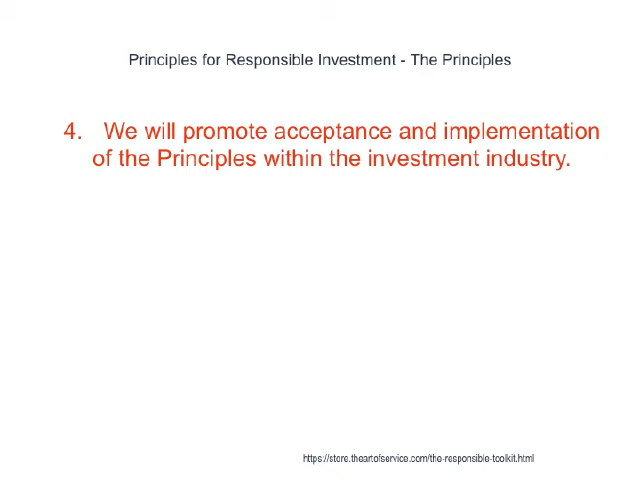 Principles for Responsible Investment - The Principles
4. We will promote acceptance and implementation
of the Principles within the investment industry.
https://store.theartofservice.com/the-responsible-toolkit.html